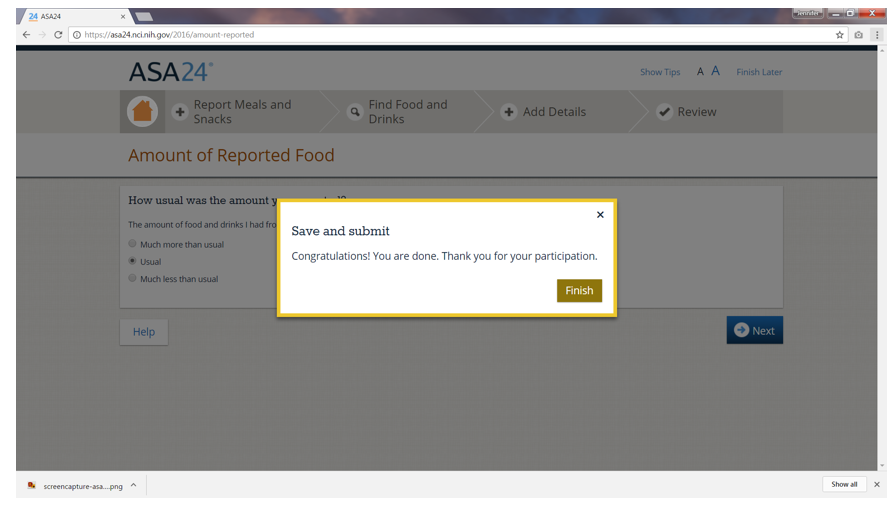 24 ASA24
Jennifer
https://asa24.nci.nih.gov/2016/amount-reported
ASA24®
Show Tips A A Finish Later
Report Meals and
Snacks
Find Food and
Drinks
Add Details
Review
Amount of Reported Food
How usual was the amount y
The amount of food and drinks I had fro
Much more than usual
Usual
Much less than usual
Save and submit
Congratulations! You are done. Thank you for your participation.
Finish
Help
Next
screencapture-asa....png
Show all